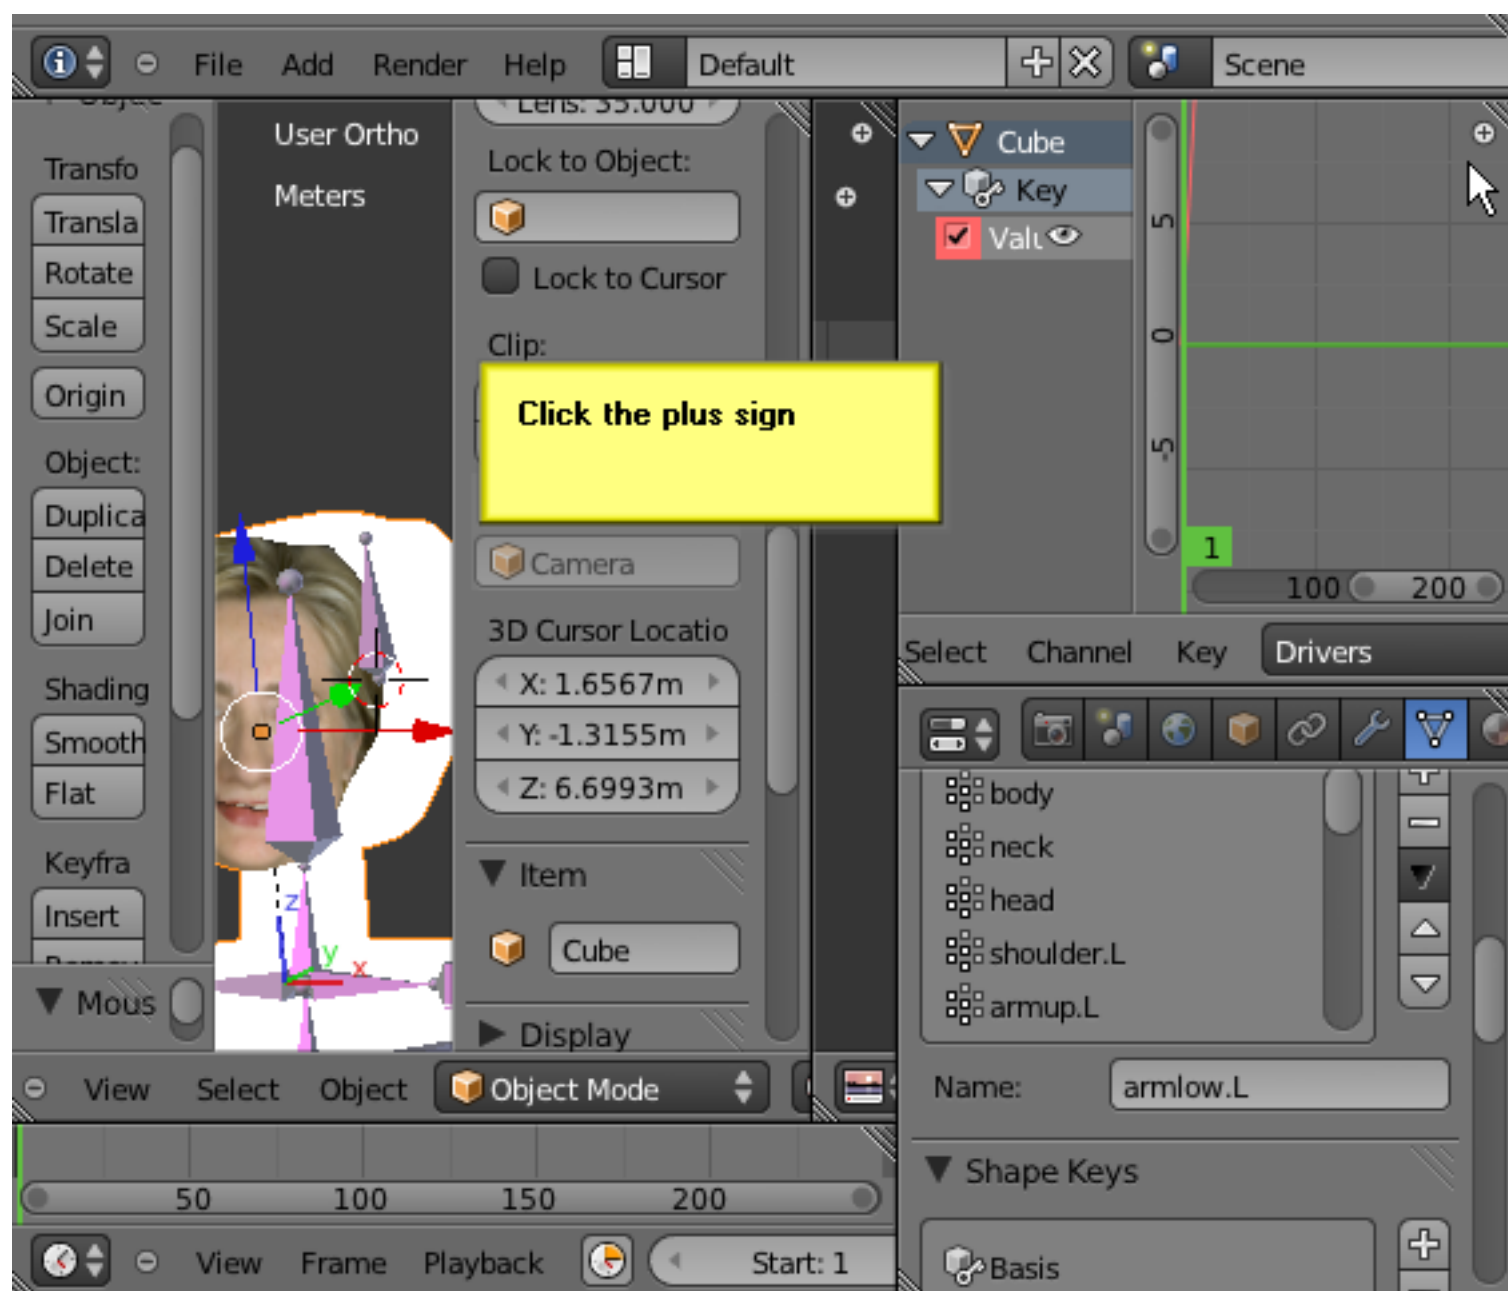 File Add Render Help Default Scene
Transfo
Transla
Rotate
Scale
Origin
Object:
Duplica
Delete
Join
Shading
Smooth
Flat
Keyfra
Insert
Mous
User Ortho
Meters
Lens: 35.000
Lock to Object:
Lock to Cursor
Clip:
Click the plus sign
Camera
3D Cursor Locatio
X: 1.6567m
Y: -1.3155m
Z: 6.6993m
Item
Cube
Display
z
y
x
View Select Object Object Mode
50 100 150 200
View Frame Playback Start: 1
Cube
Key
Valu
5
0
-5
1
100 200
Select Channel Key Drivers
body
neck
head
shoulder.L
armup.L
Name: armlow.L
Shape Keys
Basis